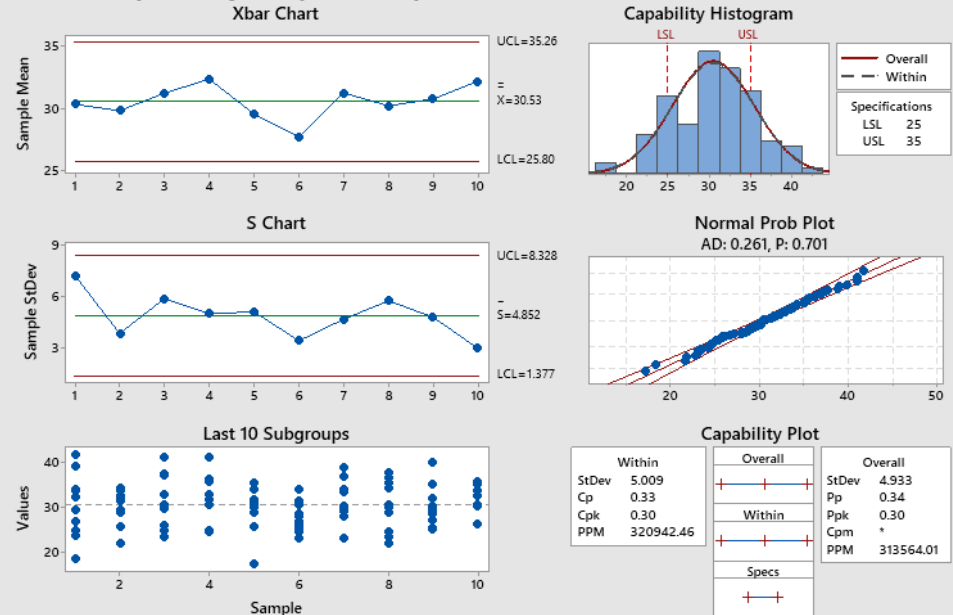 Xbar Chart
Sample Mean
35
30
25
UCL=35.26
=
X=30.53
LCL=25.80
1 2 3 4 5 6 7 8 9 10
Capability Histogram
LSL USL
20 25 30 35 40
Overall
Within
Specifications
LSL 25
USL 35
S Chart
Sample StDev
9
6
3
UCL=8.328
–
S=4.852
LCL=1.377
1 2 3 4 5 6 7 8 9 10
Normal Prob Plot
AD: 0.261, P: 0.701
20 30 40 50
Last 10 Subgroups
Values
40
30
20
2 4 6 8 10
Sample
Capability Plot
Within
StDev 5.009
Cp 0.33
Cpk 0.30
PPM 320942.46
Overall
Within
Specs
Overall
StDev 4.933
Pp 0.34
Ppk 0.30
Cpm *
PPM 313564.01